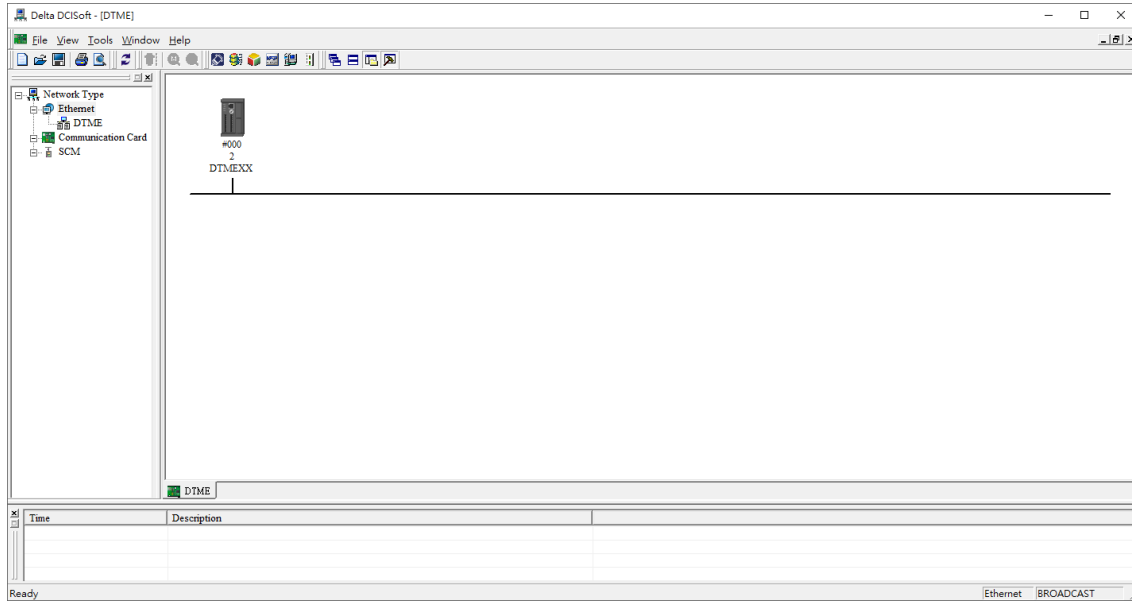 Delta DCISoft - [DTME]
File View Tools Window Help
Network Type
Ethernet
DTME
Communication Card
SCM
#000
2
DTMEXX
DTME
Time Description
Ready Ethernet BROADCAST